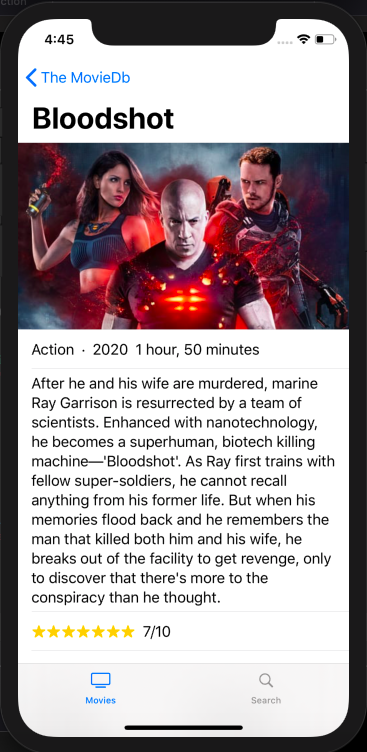 ction
4:45
The MovieDb
Bloodshot
Action · 2020 1 hour, 50 minutes
After he and his wife are murdered, marine
Ray Garrison is resurrected by a team of
scientists. Enhanced with nanotechnology,
he becomes a superhuman, biotech killing
machine—'Bloodshot'. As Ray first trains with
fellow super-soldiers, he cannot recall
anything from his former life. But when his
memories flood back and he remembers the
man that killed both him and his wife, he
breaks out of the facility to get revenge, only
to discover that there's more to the
conspiracy than he thought.
★★★★★★★ 7/10
Movies Search